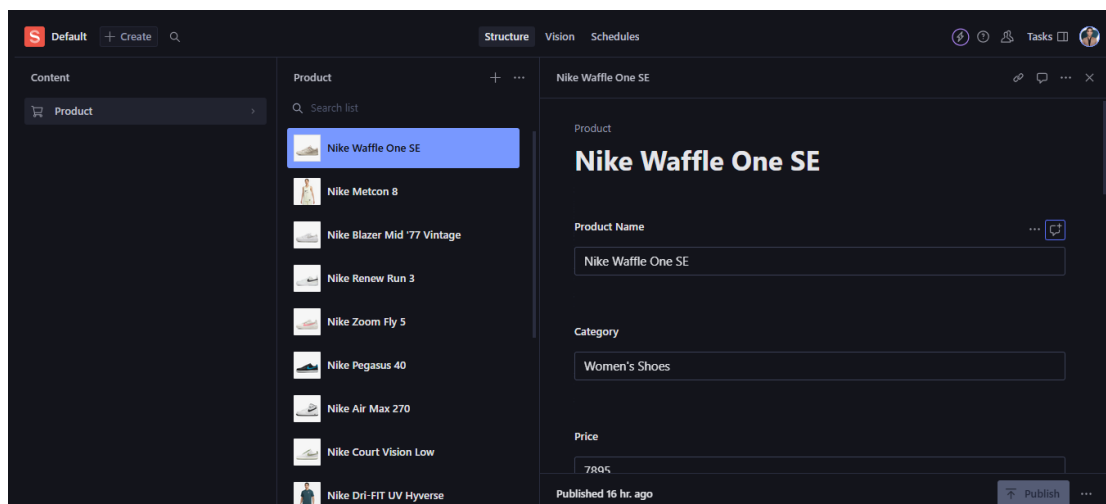 S Default + Create
Structure Vision Schedules
Tasks
Content
Product
Product
Search list
Nike Waffle One SE
Nike Metcon 8
Nike Blazer Mid '77 Vintage
Nike Renew Run 3
Nike Zoom Fly 5
Nike Pegasus 40
Nike Air Max 270
Nike Court Vision Low
Nike Dri-FIT UV Hyverse
Nike Waffle One SE
Product
Nike Waffle One SE
Product Name
Nike Waffle One SE
Category
Women's Shoes
Price
7895
Published 16 hr. ago
Publish